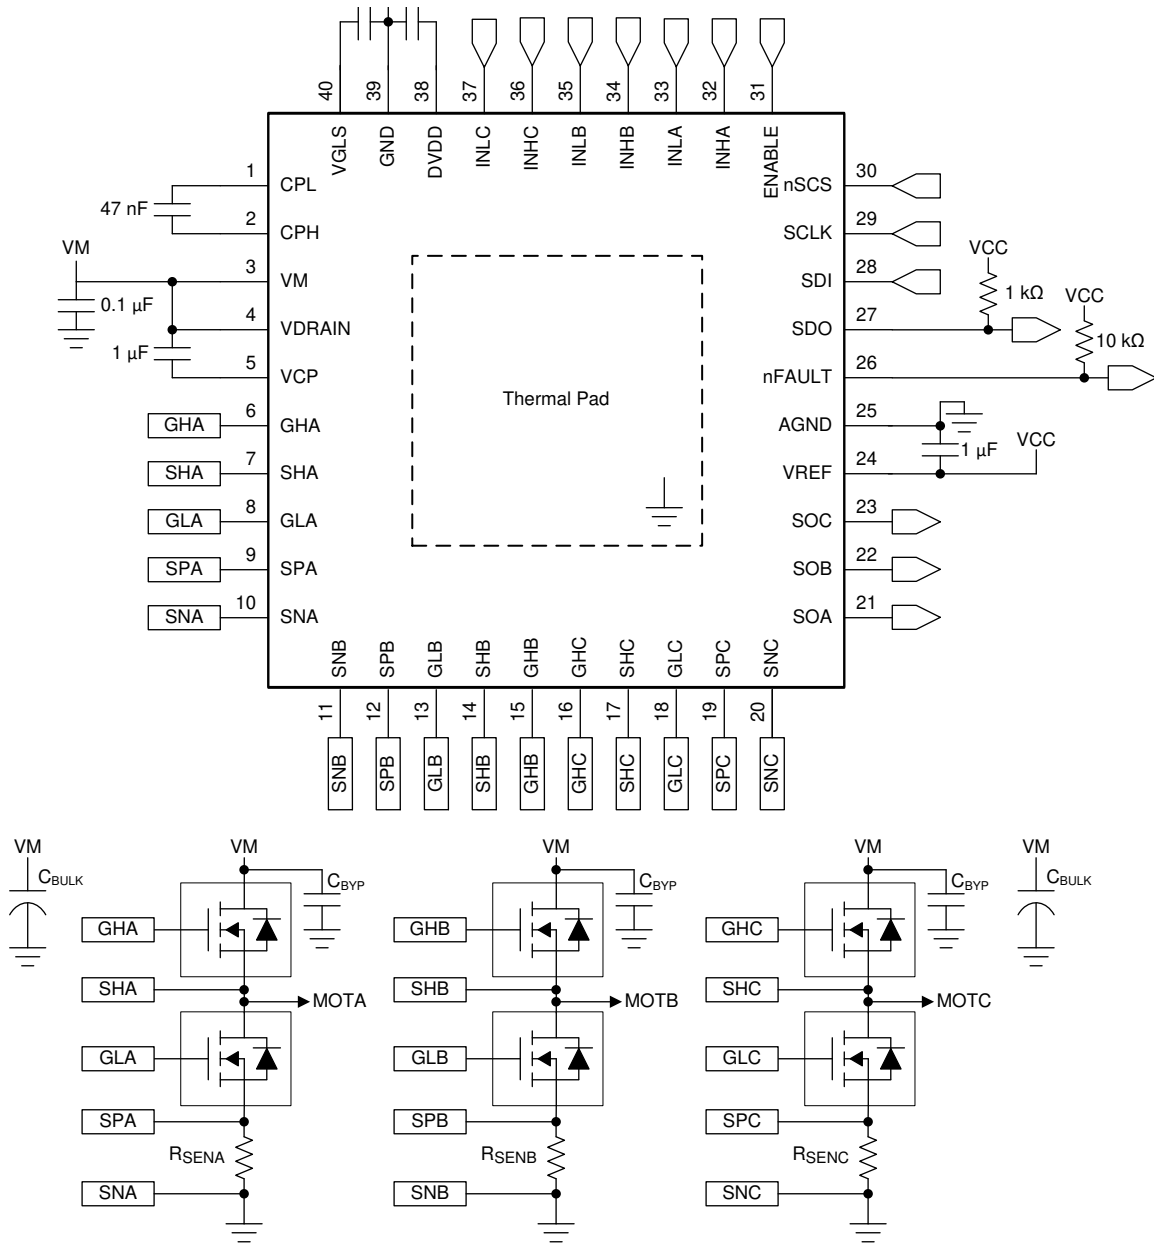 40
39
38
37
36
35
34
33
32
31
VGLS
GND
DVDD
INLC
INHC
INLB
INHB
INLA
INHA
ENABLE
1
CPL
2
CPH
3
VM
4
VDRAIN
5
VCP
6
GHA
7
SHA
8
GLA
9
SPA
10
SNA
47 nF
VM
0.1 µF
1 µF
GHA
SHA
GLA
SPA
SNA
Thermal Pad
nSCS
30
SCLK
29
SDI
28
SDO
27
nFAULT
26
AGND
25
VREF
24
SOC
23
SOB
22
SOA
21
VCC
1 kΩ
VCC
10 kΩ
1 µF
VCC
SNB
SPB
GLB
SHB
GHB
GHC
SHC
GLC
SPC
SNC
11
12
13
14
15
16
17
18
19
20
SNB
SPB
GLB
SHB
GHB
GHC
SHC
GLC
SPC
SNC
VM
CBULK
VM
CBYP
GHA
SHA
MOTA
GLA
SPA
RSENA
SNA
VM
CBYP
GHB
SHB
MOTB
GLB
SPB
RSENB
SNB
VM
CBYP
GHC
SHC
MOTC
GLC
SPC
RSENC
SNC
VM
CBULK